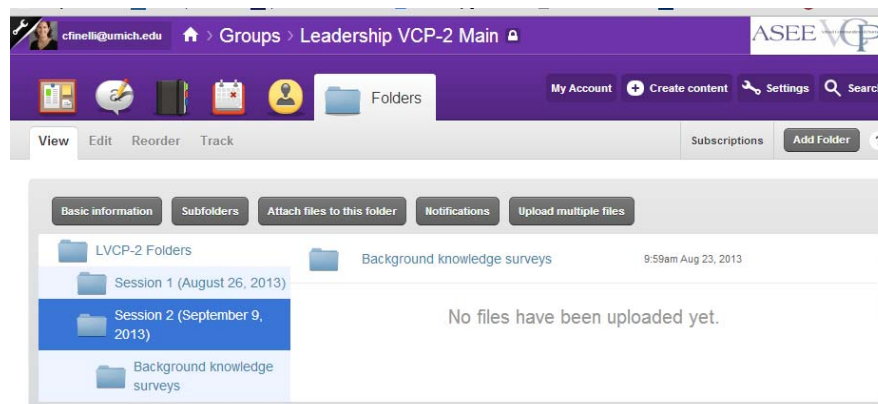 cfinelli@umich.edu > Groups > Leadership VCP-2 Main ASEE VCP
Folders My Account Create content Settings Search
View Edit Reorder Track Subscriptions Add Folder
Basic information Subfolders Attach files to this folder Notifications Upload multiple files
LVCP-2 Folders
Background knowledge surveys 9:59am Aug 23, 2013
Session 1 (August 26, 2013)
Session 2 (September 9,
2013)
No files have been uploaded yet.
Background knowledge
surveys